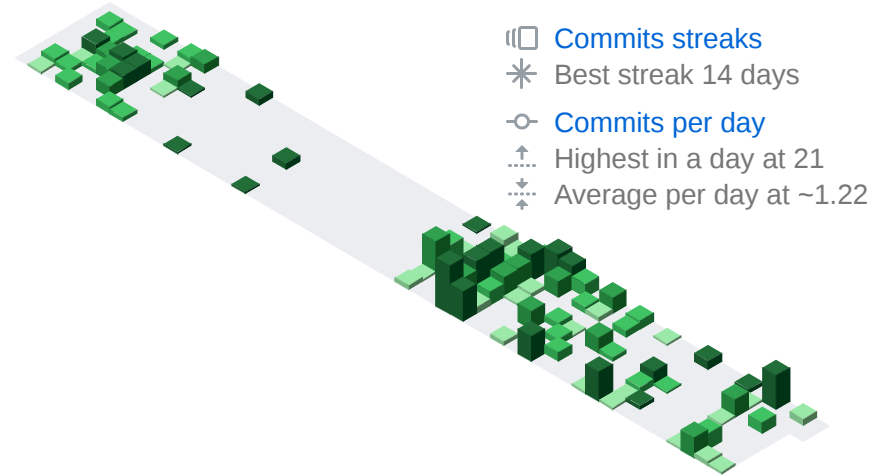 Commits streaks
Best streak 14 days
Commits per day
Highest in a day at 21
Average per day at ~1.22